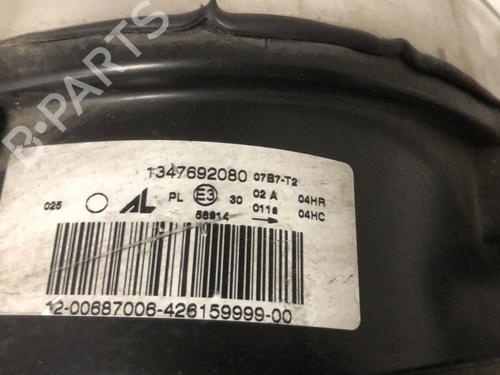 B-PARTS
1347692080 07B7-T2
025 AL PL E3 30 02 A 04HR
56914 011a 04HC
12-00687006-426159999-00